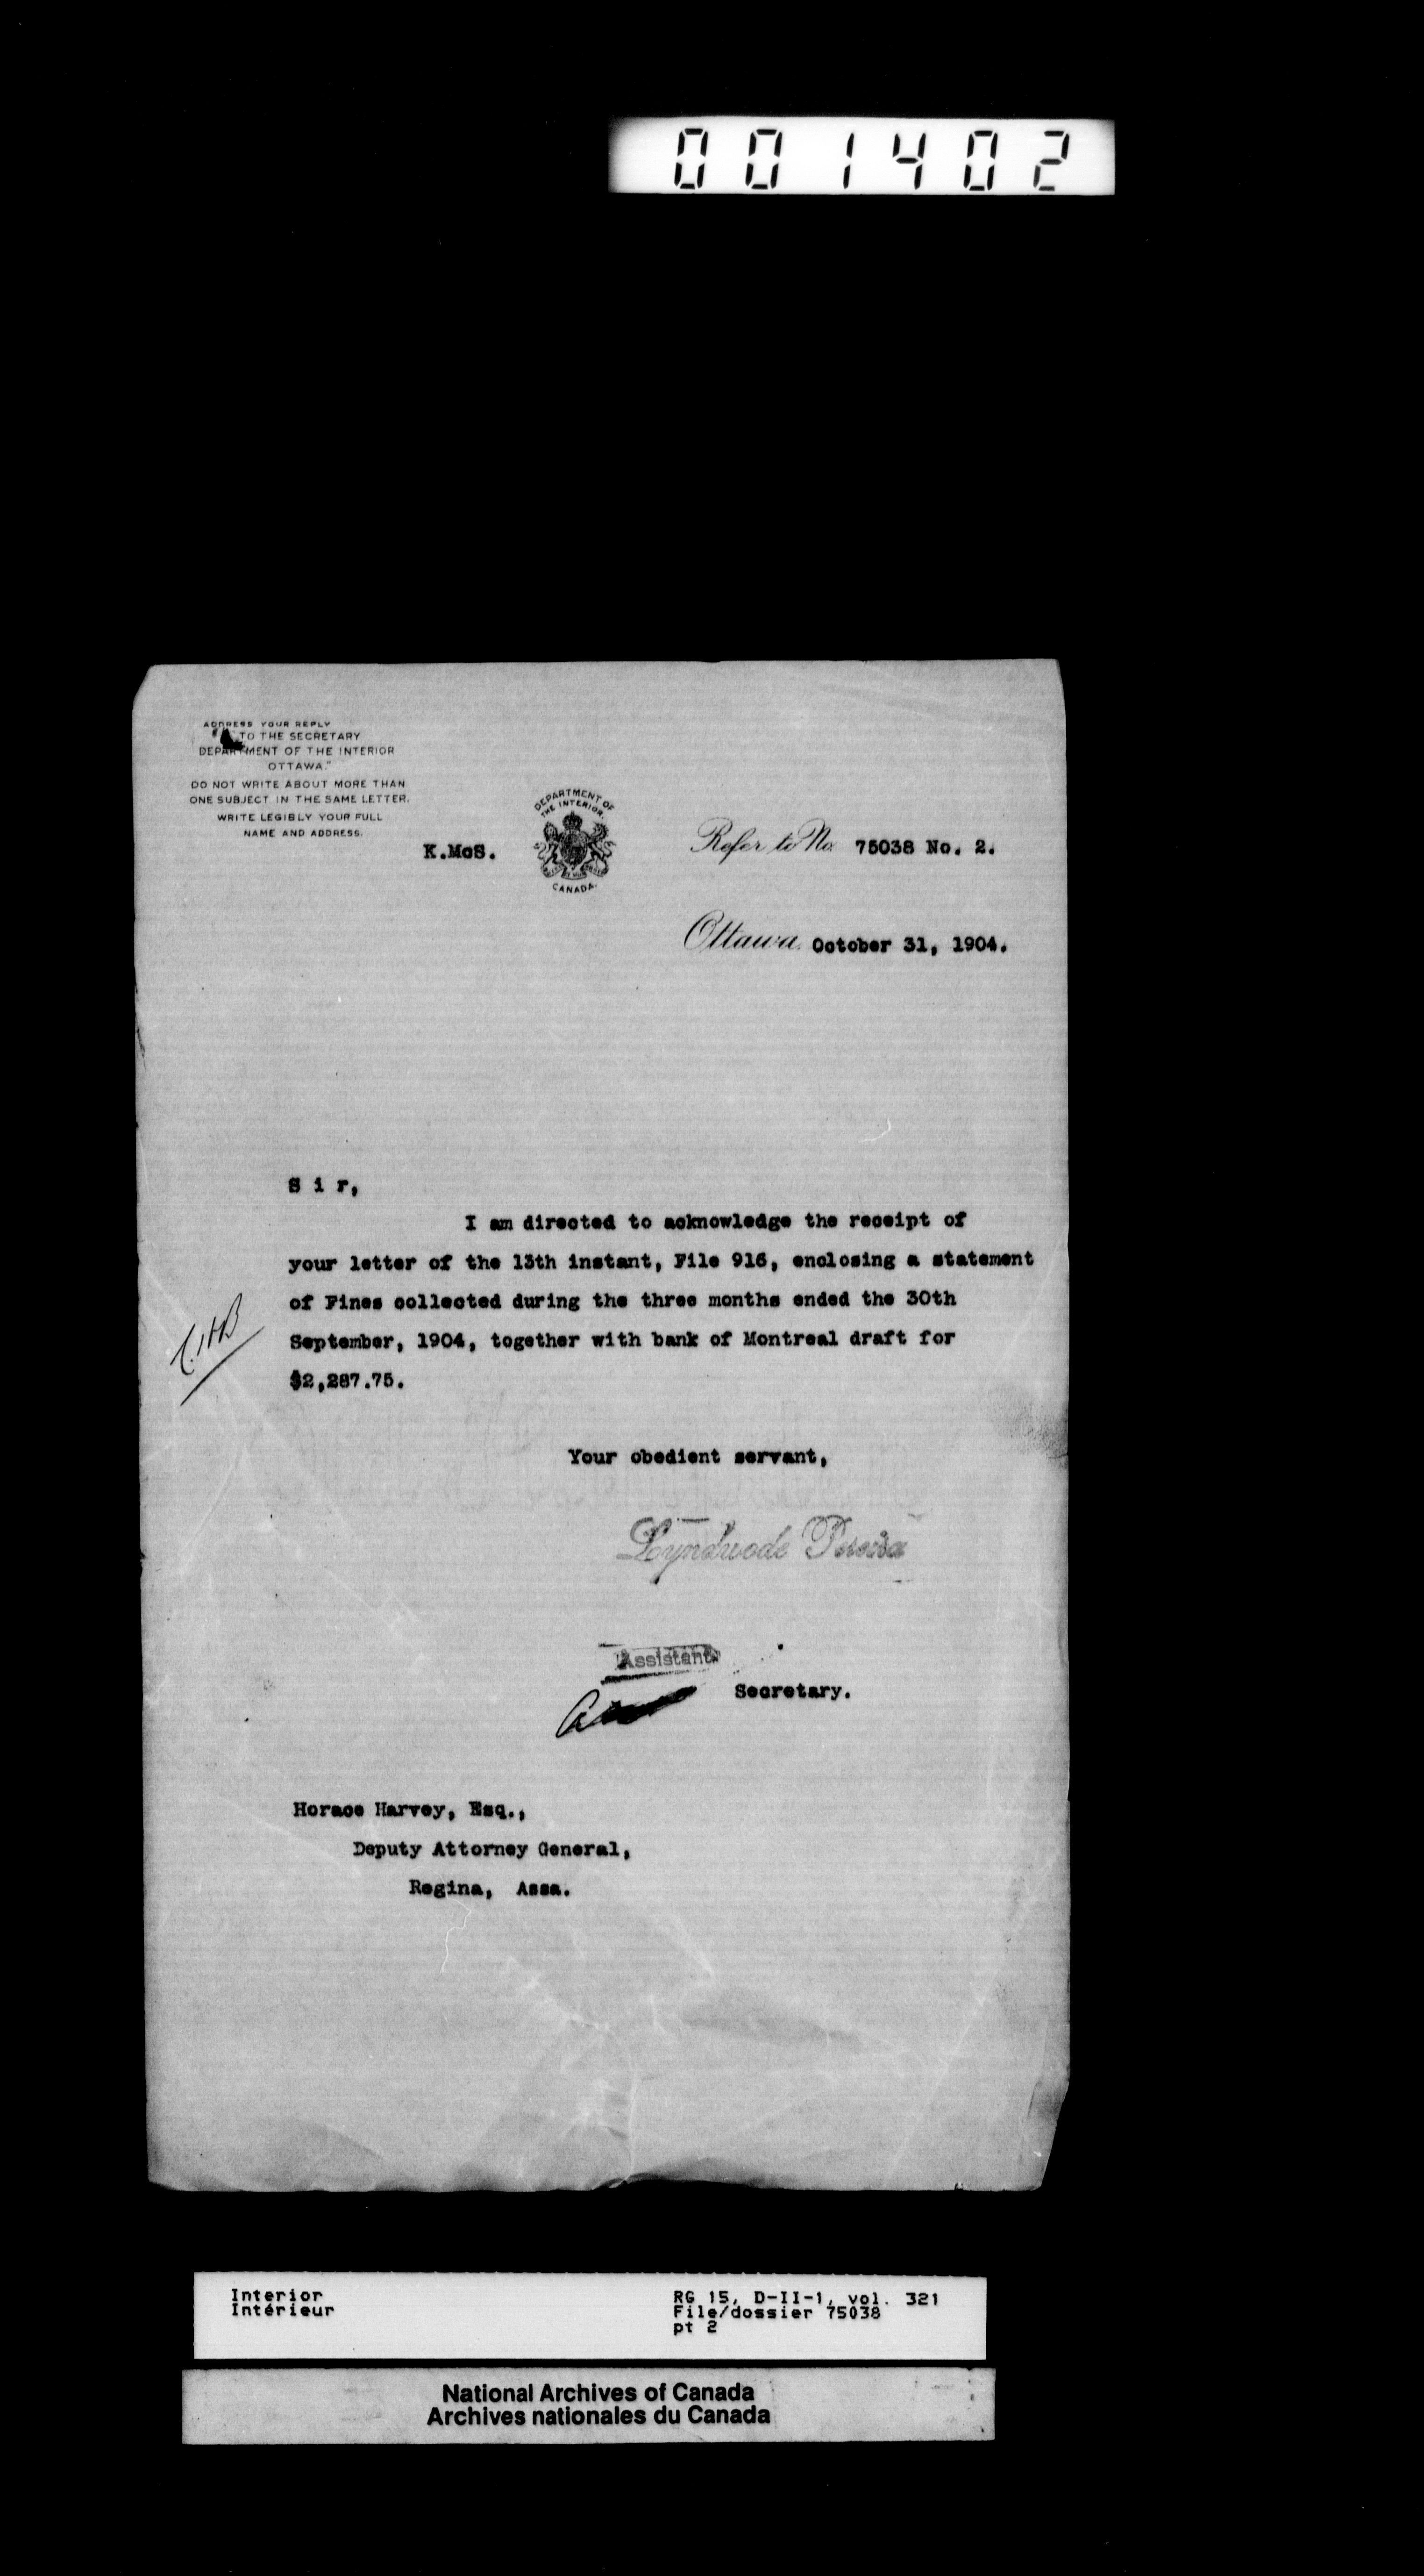 001402
ADDRESS YOUR REPLY
TO THE SECRETARY
DEPARTMENT OF THE INTERIOR
OTTAWA."
DO NOT WRITE ABOUT MORE THAN
ONE SUBJECT IN THE SAME LETTER.
WRITE LEGIBLY YOUR FULL
NAME AND ADDRESS.
K.McS.
DEPARTMENT OF
THE INTERIOR.
CANADA.
Refer to No. 75038 No. 2.
Ottawa. October 31, 1904.
S i r,
I am directed to acknowledge the receipt of
your letter of the 13th instant, File 916, enclosing a statement
of Fines collected during the three months ended the 30th
September, 1904, together with bank of Montreal draft for
$2,287.75.
Your obedient servant,
Lyndwode Pereira
Assistant
Secretary.
Horace Harvey, Esq.,
Deputy Attorney General,
Regina, Assa.
Interior
Intérieur
RG 15, D-II-1, vol. 321
File/dossier 75038
pt 2
National Archives of Canada
Archives nationales du Canada